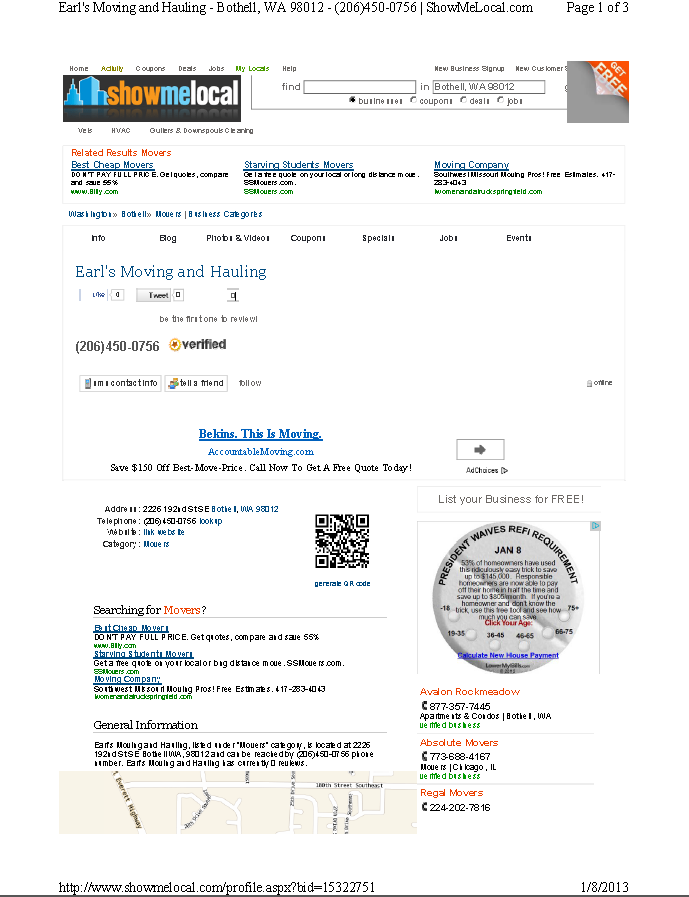 Earl's Moving and Hauling - Bothell, WA 98012 - (206)450-0756 | ShowMeLocal.com Page 1 of 3
Home Activity Coupons Deals Jobs My Locals Help New Business Signup New Customer S
GET FREE
showmelocal
find in Bothell, WA 98012 g
businesses coupons deals jobs
Vets HVAC Gutters & Downspouts Cleaning
Related Results Movers
Best Cheap Movers Starving Students Movers Moving Company
DON'T PAY FULL PRICE. Get quotes, compare Get a free quote on your local or long distance move. Southwest Missouri Moving Pros! Free Estimates. 417-
and save 55% SSMovers.com. 283-4043
www.Billy.com SSMovers.com twomenandatruckspringfield.com
Washington» Bothell» Movers | Business Categories
Info Blog Photos & Videos Coupons Specials Jobs Events
Earl's Moving and Hauling
Like 0 Tweet 0 0
be the first one to review!
(206)450-0756 verified
contact info tell a friend follow offline
Bekins. This Is Moving.
AccountableMoving.com
Save $150 Off Best-Move-Price. Call Now To Get A Free Quote Today!
AdChoices
List your Business for FREE!
Address: 2226 192nd St SE Bothell, WA 98012
Telephone: (206)450-0756 lookup
Website: link website
Category: Movers
generate QR code
PRESIDENT WAIVES REFI REQUIREMENT
JAN 8
53% of homeowners have used
this ridiculously easy trick to save
up to $145,000. Responsible
homeowners are now able to pay
off their home in half the time and
save up to $805/month. If you're a
homeowner and don't know the
trick, use this free tool and see how
much you can save.
Click Your Age:
-18 19-35 36-45 46-65 66-75 75+
Calculate New House Payment
LowerMyBills.com
© 2012
Searching for Movers?
Best Cheap Movers
DON'T PAY FULL PRICE. Get quotes, compare and save 55%
www.Billy.com
Starving Students Movers
Get a free quote on your local or long distance move. SSMovers.com.
SSMovers.com
Moving Company
Southwest Missouri Moving Pros! Free Estimates. 417-283-4043
twomenandatruckspringfield.com
General Information
Earl's Moving and Hauling, listed under "Movers" category, is located at 2226
192nd St SE Bothell WA, 98012 and can be reached by (206)450-0756 phone
number. Earl's Moving and Hauling has currently 0 reviews.
Avalon Rockmeadow
877-357-7445
Apartments & Condos | Bothell, WA
verified business
Absolute Movers
773-688-4167
Movers | Chicago, IL
verified business
Regal Movers
224-202-7816
Everett Highway
180th Street Southeast
http://www.showmelocal.com/profile.aspx?bid=15322751 1/8/2013